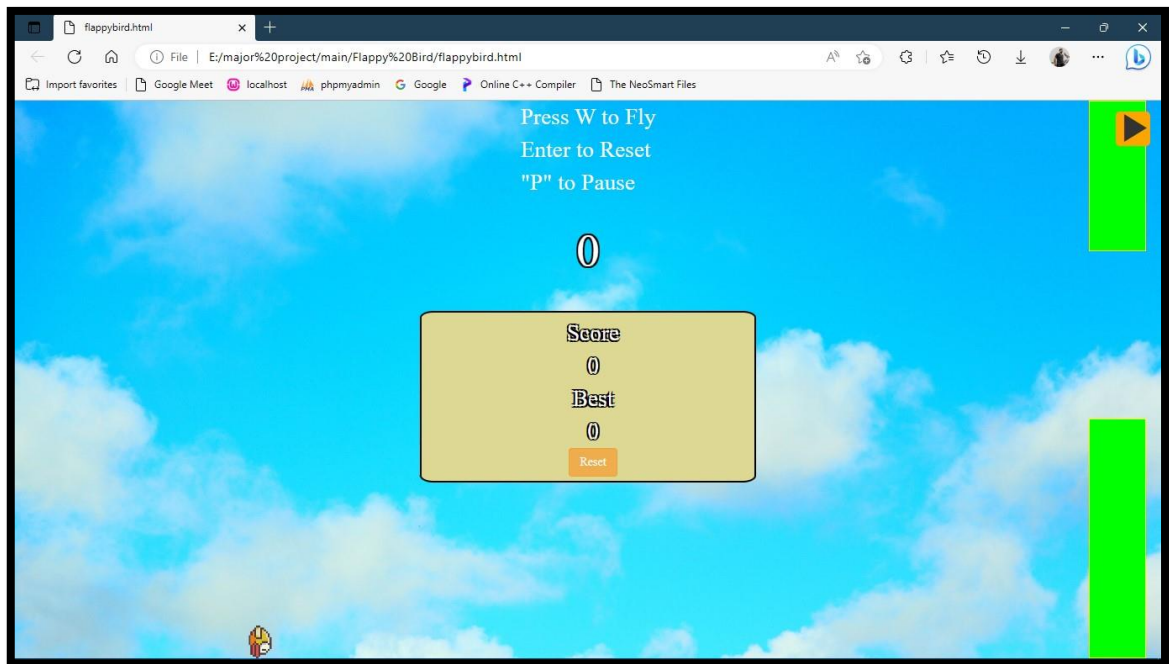 flappybird.html
File | E:/major%20project/main/Flappy%20Bird/flappybird.html
Import favorites Google Meet localhost phpmyadmin G Google Online C++ Compiler The NeoSmart Files
Press W to Fly
Enter to Reset
"P" to Pause
0
Score
0
Best
0
Reset